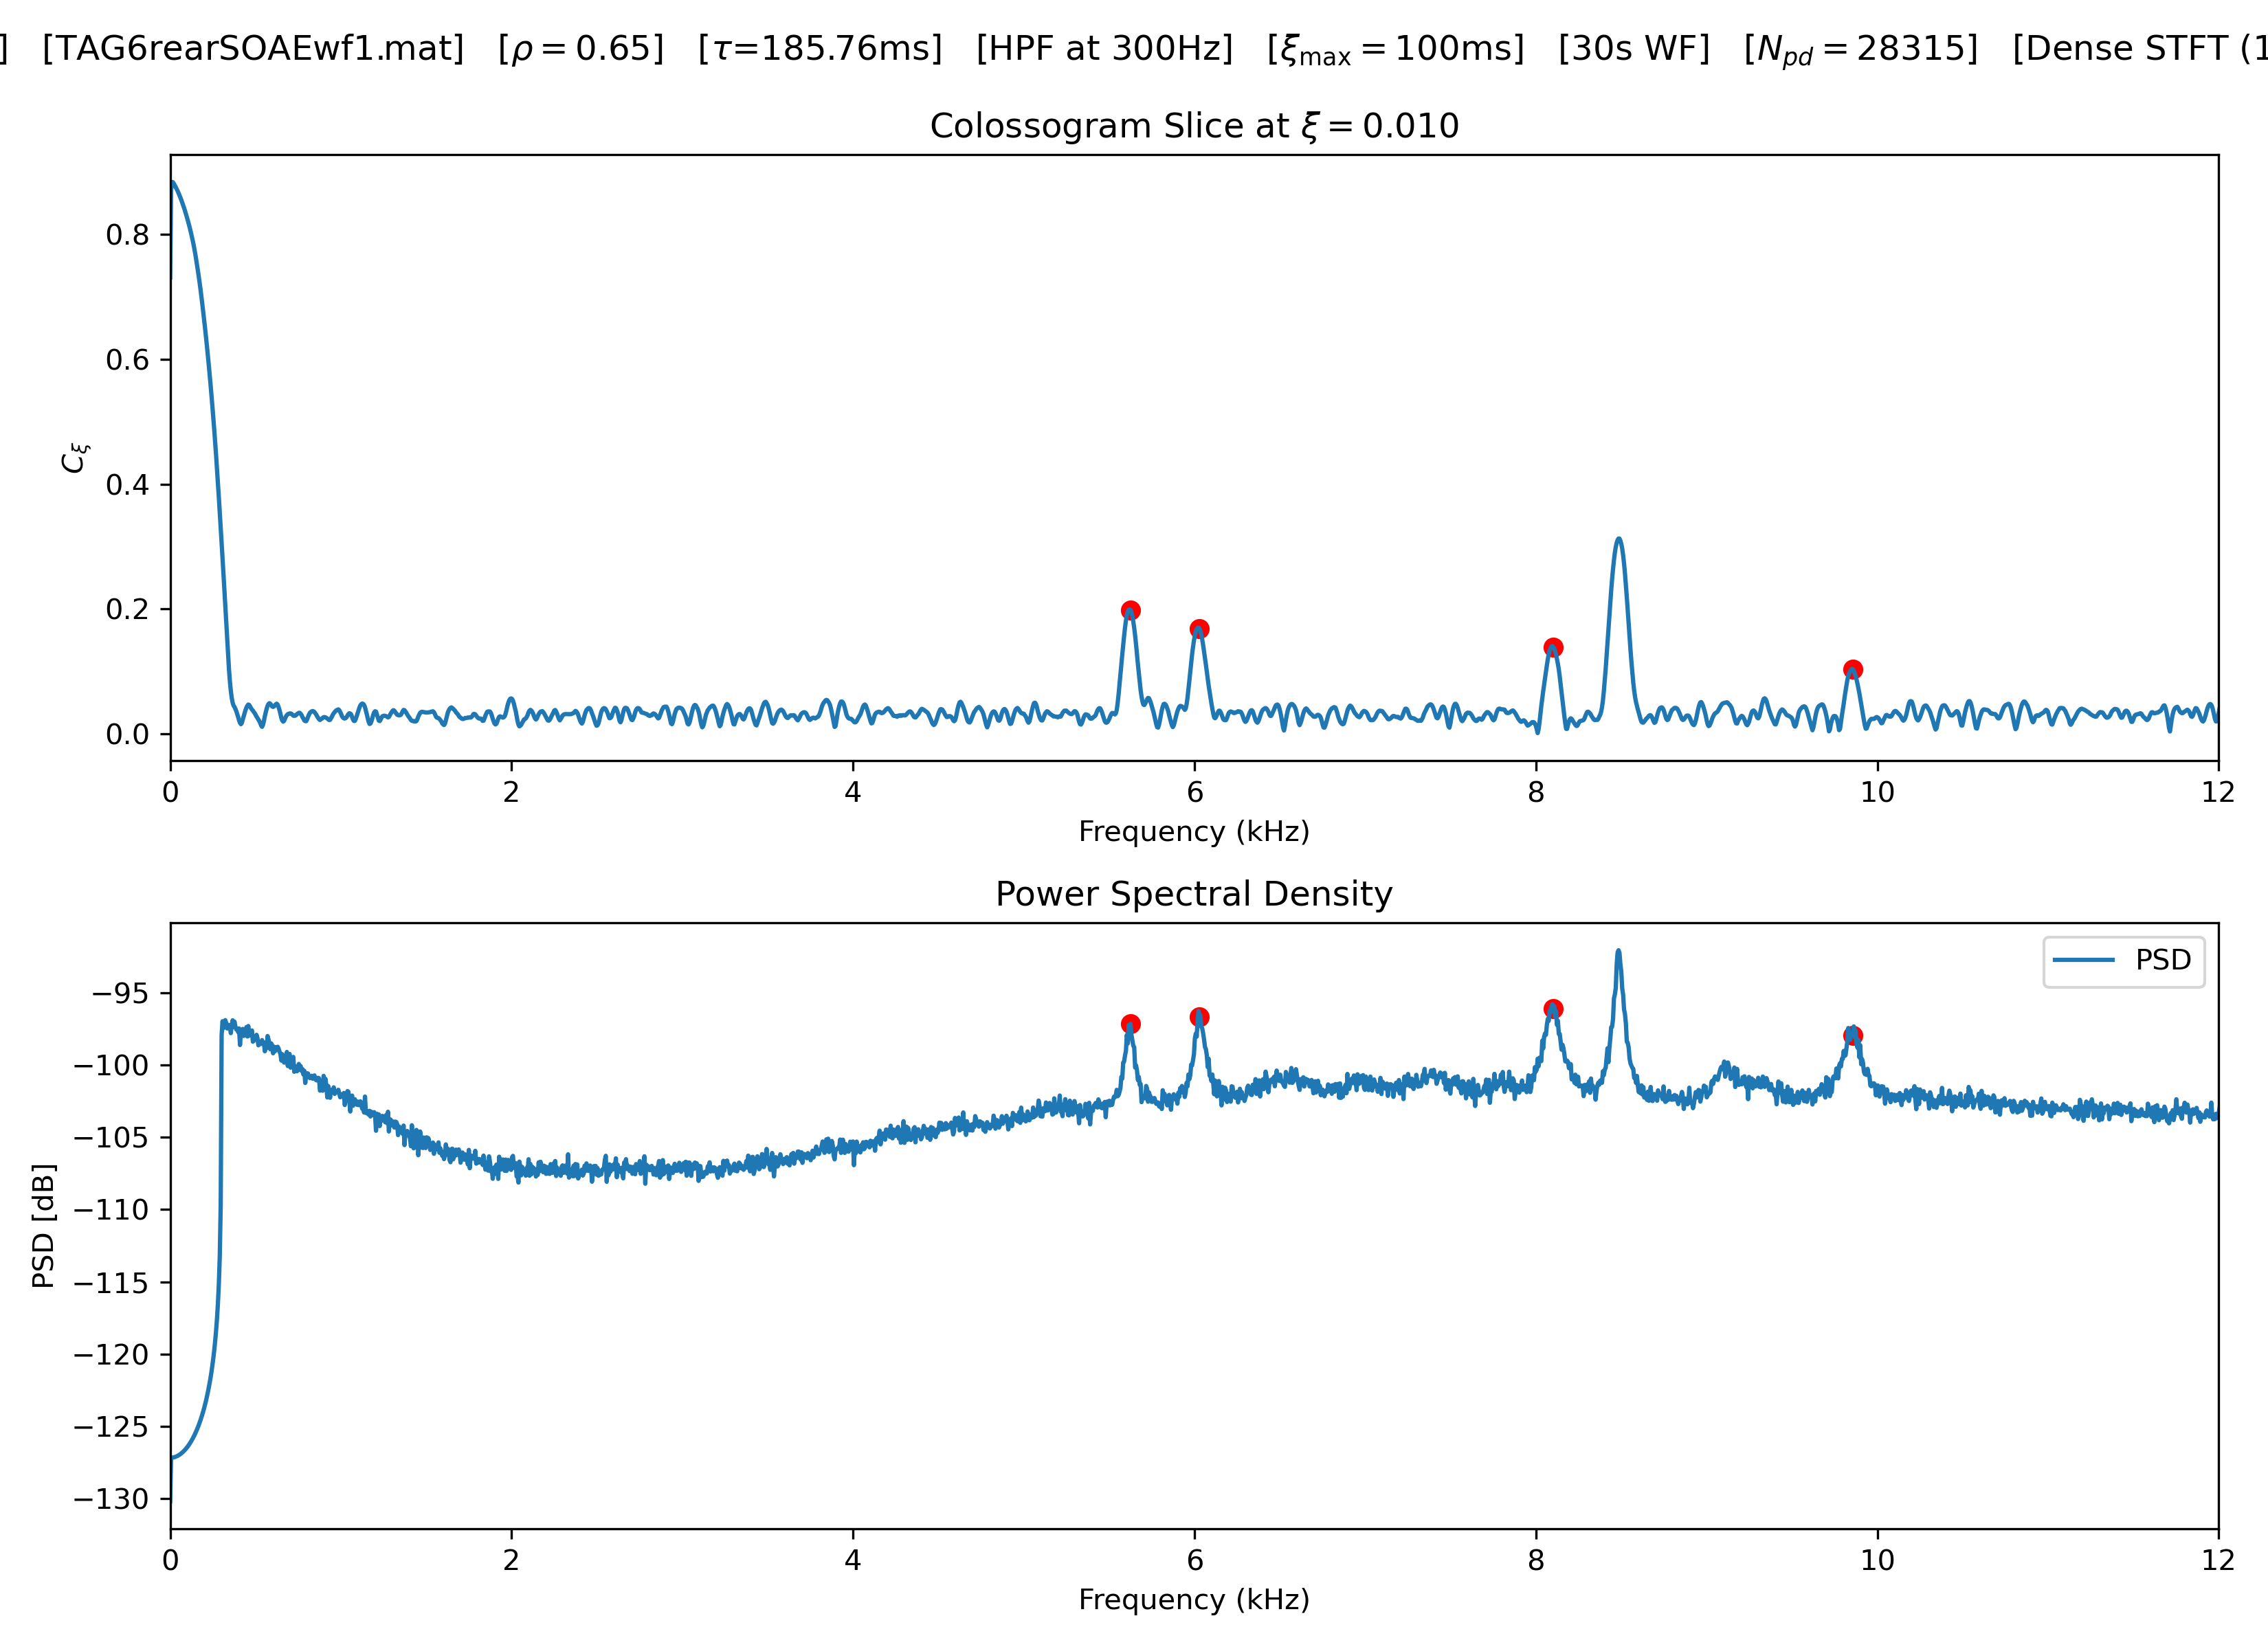 ] [TAG6rearSOAEwf1.mat] [ρ = 0.65] [τ=185.76ms] [HPF at 300Hz] [ξmax = 100ms] [30s WF] [Npd = 28315] [Dense STFT (1
Colossogram Slice at ξ = 0.010
0.8
0.6
0.4
0.2
0.0
Cξ
0 2 4 6 8 10 12
Frequency (kHz)
Power Spectral Density
PSD
−95
−100
−105
−110
−115
−120
−125
−130
PSD [dB]
0 2 4 6 8 10 12
Frequency (kHz)